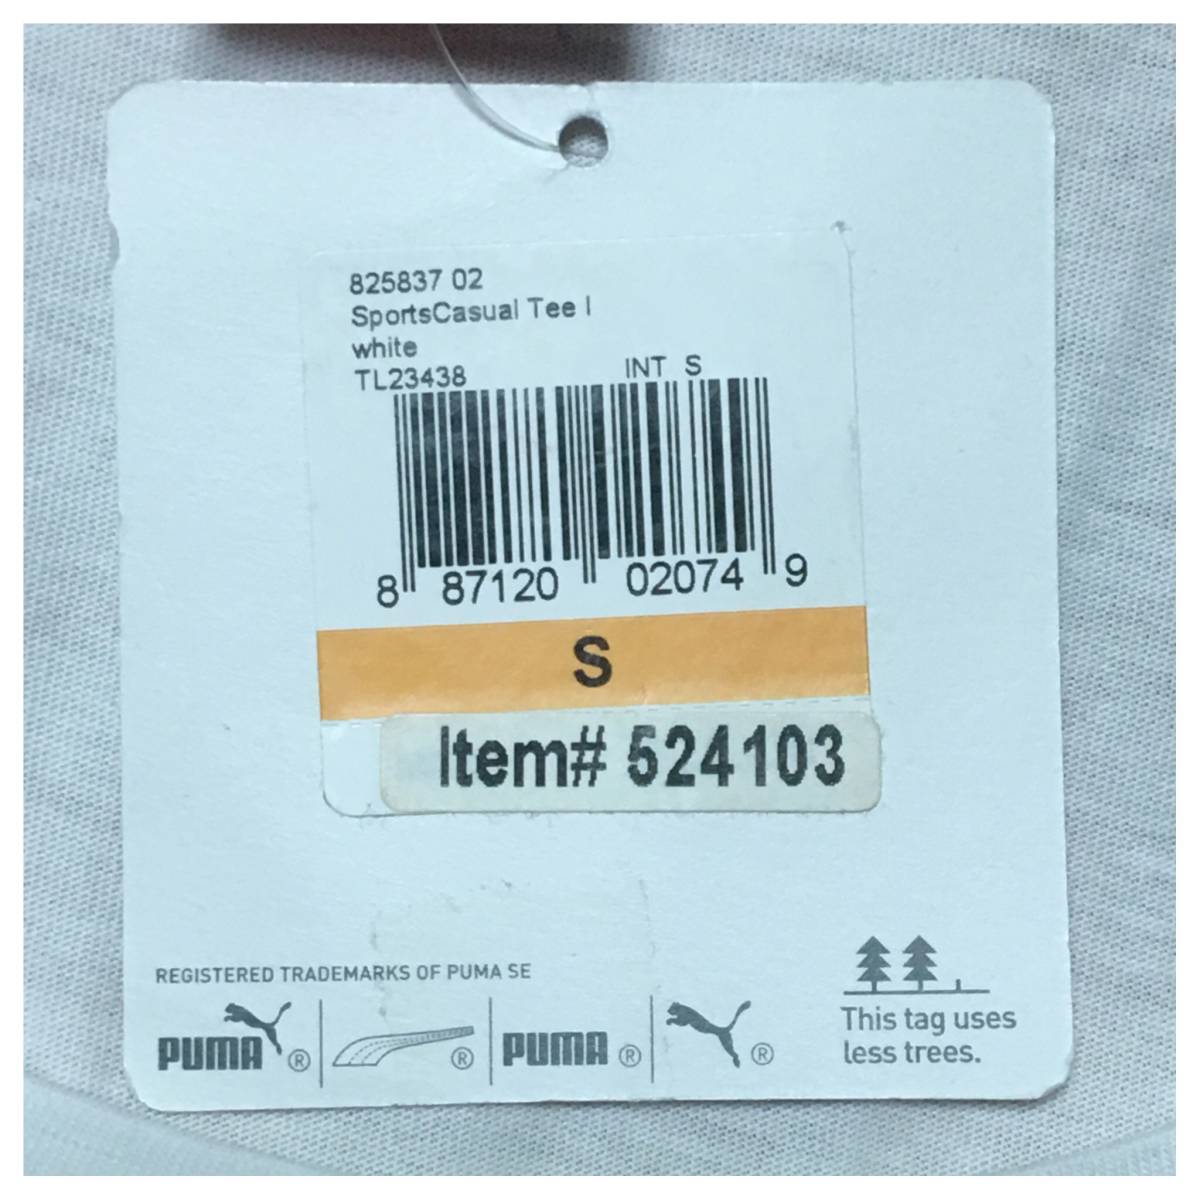 825837 02
SportsCasual Tee I
white
TL23438 INT S
8 87120 02074 9
S
Item# 524103
REGISTERED TRADEMARKS OF PUMA SE
PUMA ® ® PUMA ® ®
This tag uses
less trees.